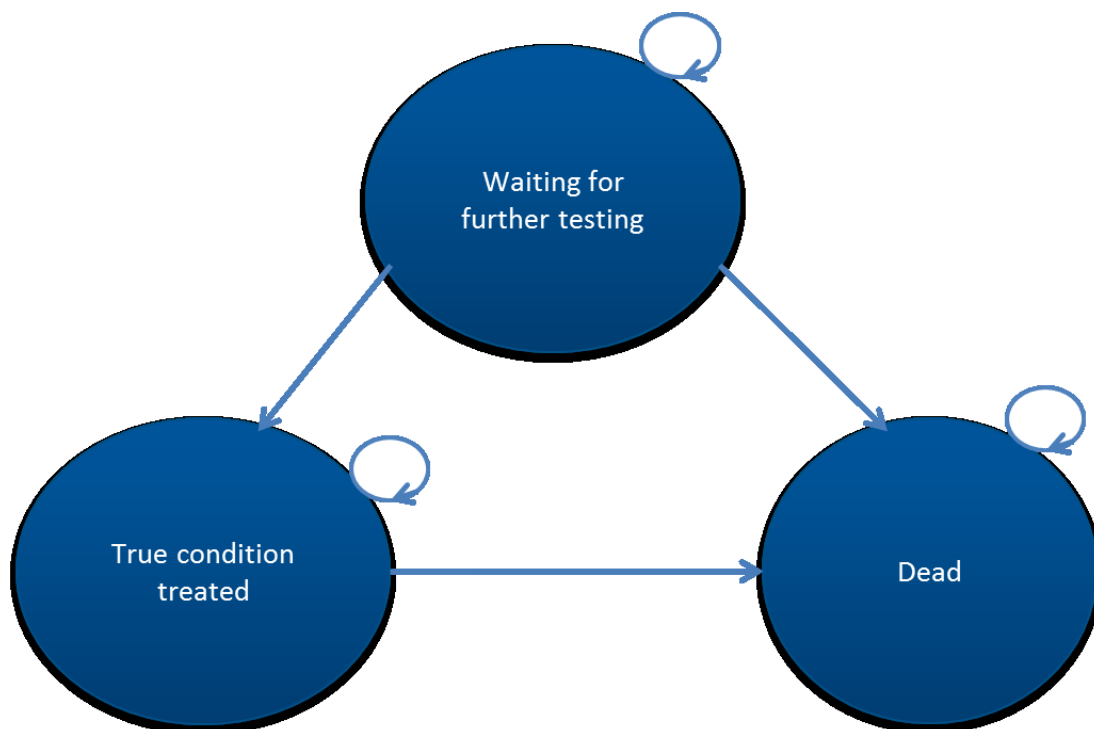 Waiting for
further testing
True condition
treated
Dead